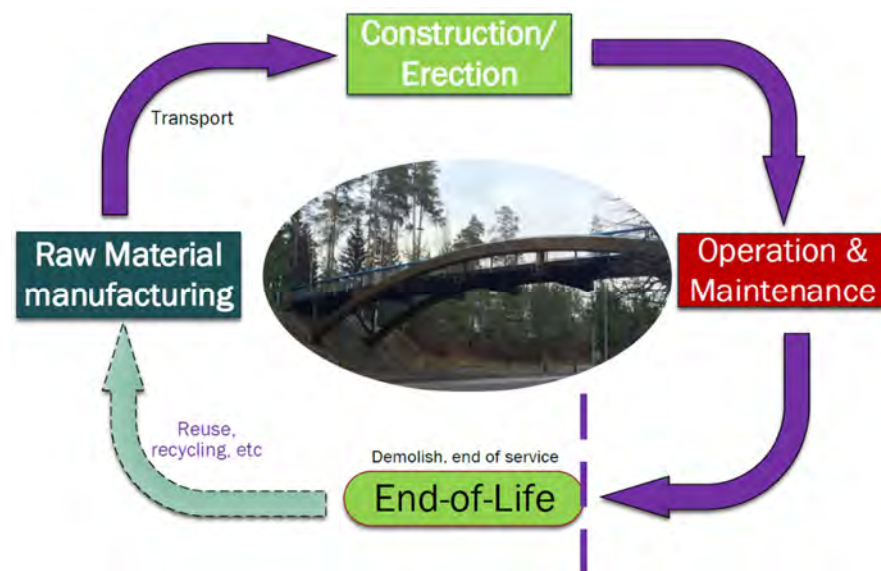 Construction/
Erection
Transport
Raw Material
manufacturing
Operation &
Maintenance
Reuse,
recycling, etc
Demolish, end of service
End-of-Life